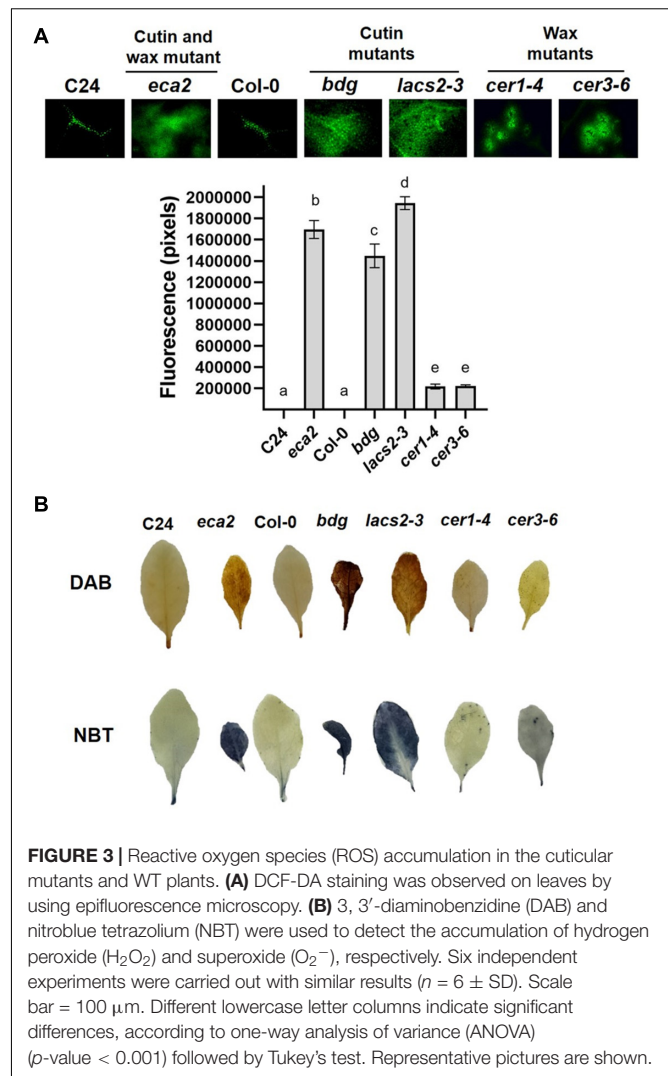 A
Cutin and wax mutant
Cutin mutants
Wax mutants
C24 eca2 Col-0 bdg lacs2-3 cer1-4 cer3-6
Fluorescence (pixels)
2000000
1800000
1600000
1400000
1200000
1000000
800000
600000
400000
200000
a b a c d e e
C24 eca2 Col-0 bdg lacs2-3 cer1-4 cer3-6
B
C24 eca2 Col-0 bdg lacs2-3 cer1-4 cer3-6
DAB
NBT
FIGURE 3 | Reactive oxygen species (ROS) accumulation in the cuticular
mutants and WT plants. (A) DCF-DA staining was observed on leaves by
using epifluorescence microscopy. (B) 3, 3′-diaminobenzidine (DAB) and
nitroblue tetrazolium (NBT) were used to detect the accumulation of hydrogen
peroxide (H₂O₂) and superoxide (O₂⁻), respectively. Six independent
experiments were carried out with similar results (n = 6 ± SD). Scale
bar = 100 μm. Different lowercase letter columns indicate significant
differences, according to one-way analysis of variance (ANOVA)
(p-value < 0.001) followed by Tukey's test. Representative pictures are shown.